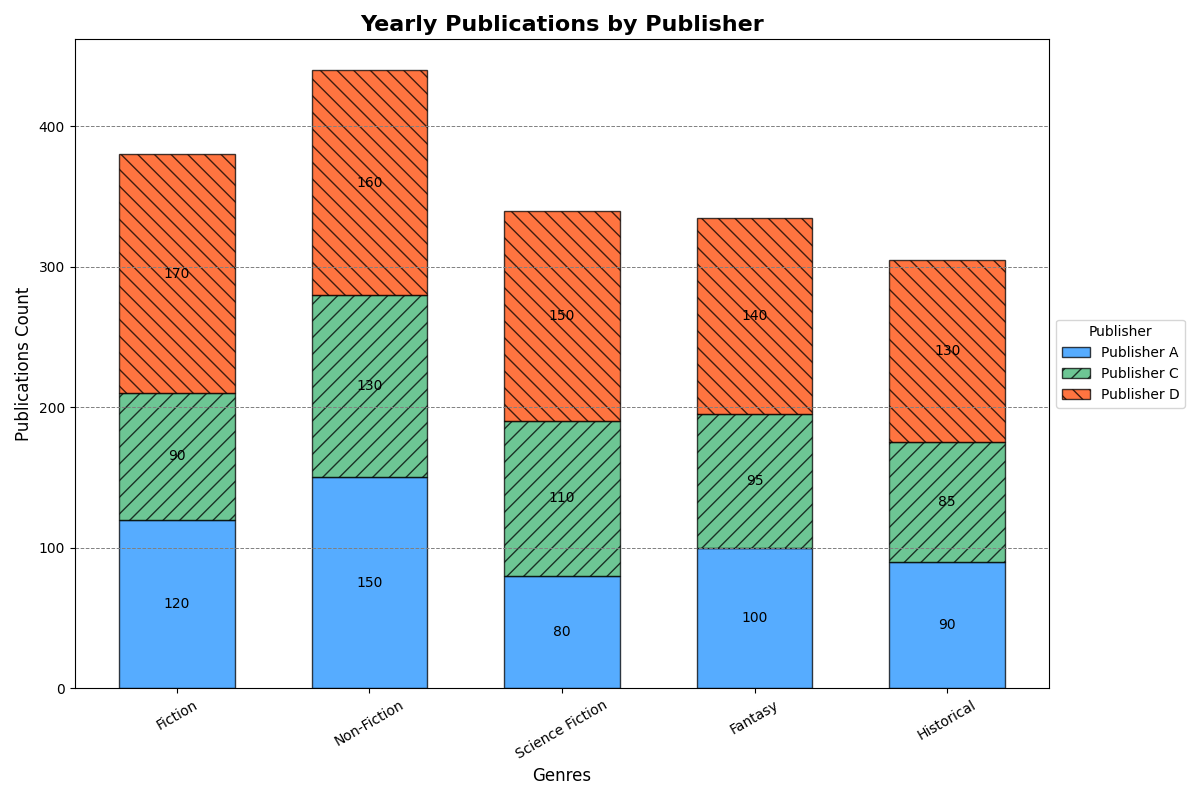 Yearly Publications by Publisher
Publications Count
400
300
200
100
0
170
90
120
160
130
150
150
110
80
140
95
100
130
85
90
Fiction
Non-Fiction
Science Fiction
Fantasy
Historical
Genres
Publisher
Publisher A
Publisher C
Publisher D